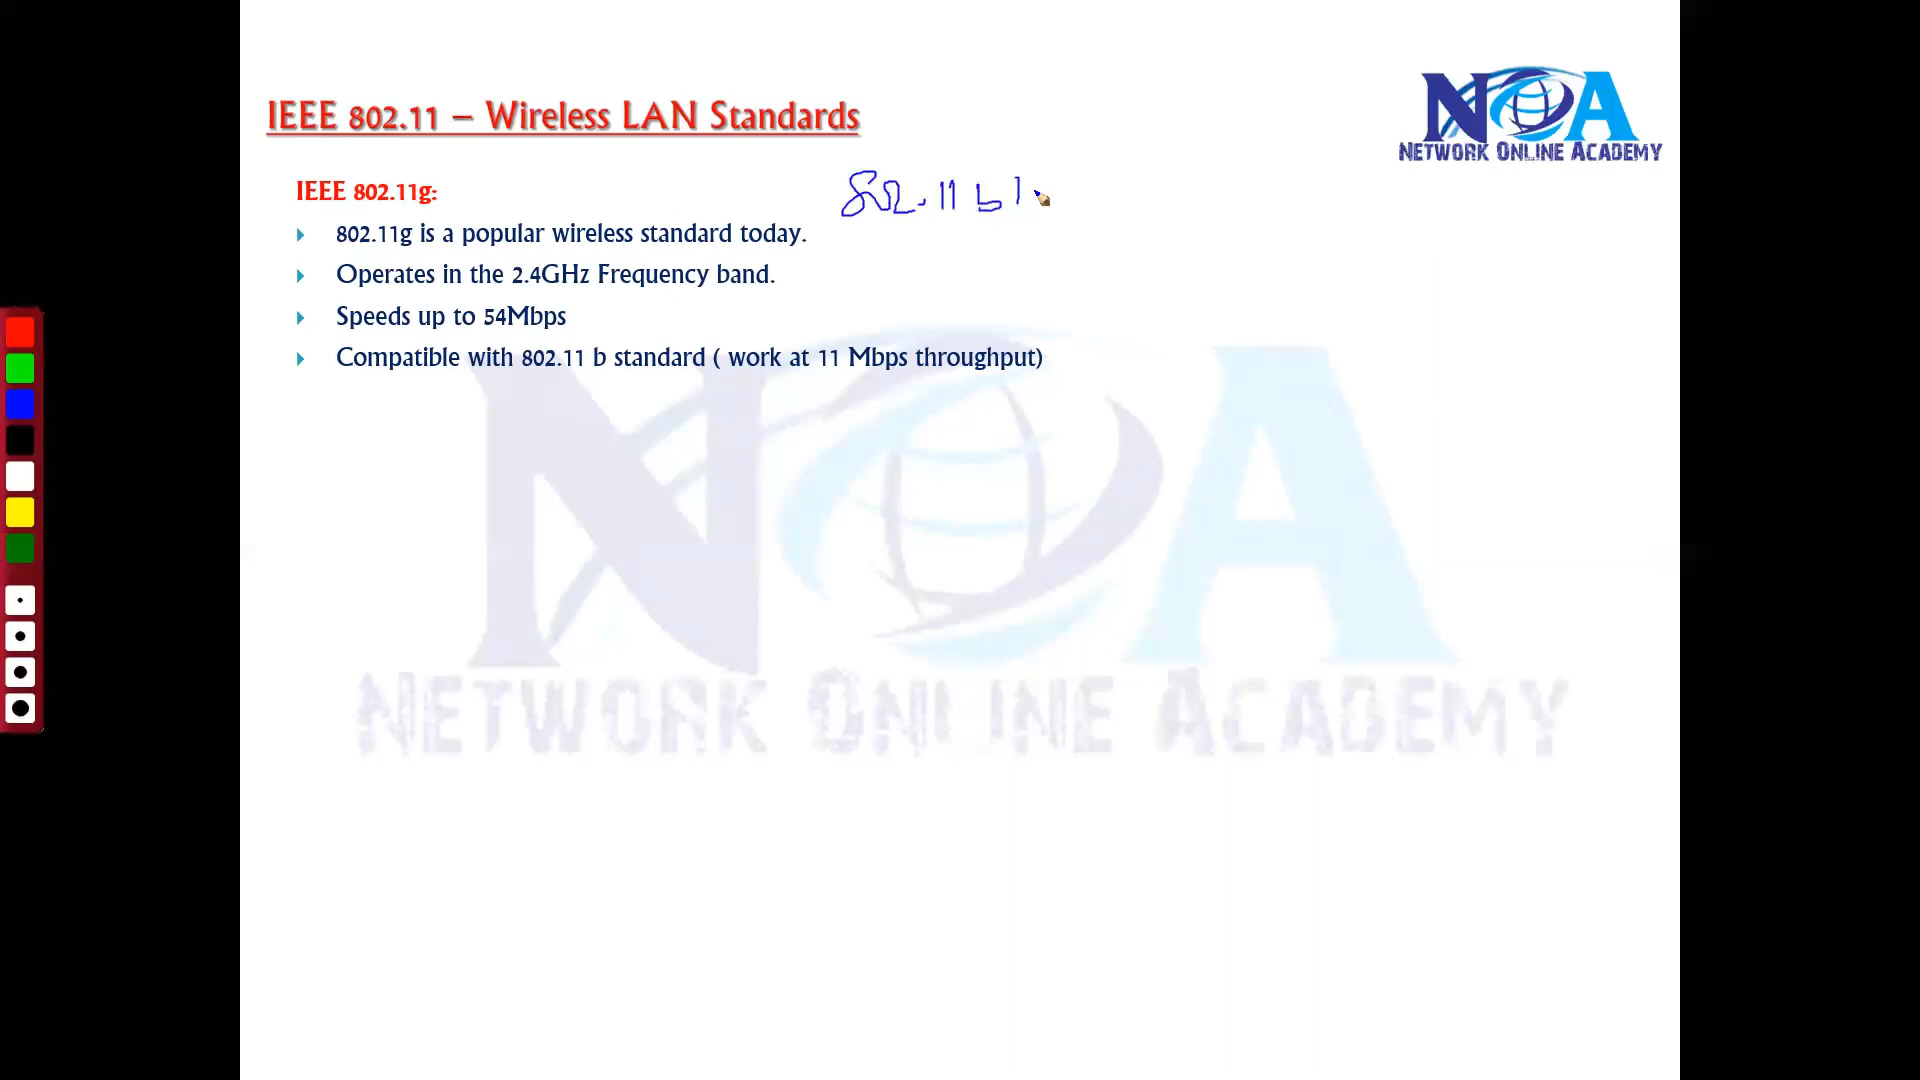 IEEE 802.11 – Wireless LAN Standards
NOA
NETWORK ONLINE ACADEMY
IEEE 802.11g:
802.11 b
802.11g is a popular wireless standard today.
Operates in the 2.4GHz Frequency band.
Speeds up to 54Mbps
Compatible with 802.11 b standard ( work at 11 Mbps throughput)
NOA
NETWORK ONLINE ACADEMY